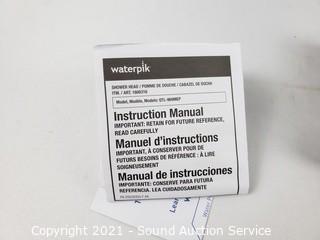 waterpik
SHOWER HEAD / POMME DE DOUCHE / CABEZAL DE DUCHA
ITM. / ART. 1600316
Model, Modèle, Modelo:
Instruction Manual
IMPORTANT: RETAIN FOR FUTURE REFERENCE,
READ CAREFULLY
Manuel d'instructions
IMPORTANT, À CONSERVER POUR DE
FUTURS BESOINS DE RÉFÉRENCE : À LIRE
SOIGNEUSEMENT
Manual de instrucciones
IMPORTANTE: CONSERVE PARA FUTURA
REFERENCIA. LEA CUIDADOSAMENTE
Copyright 2021 - Sound Auction Service